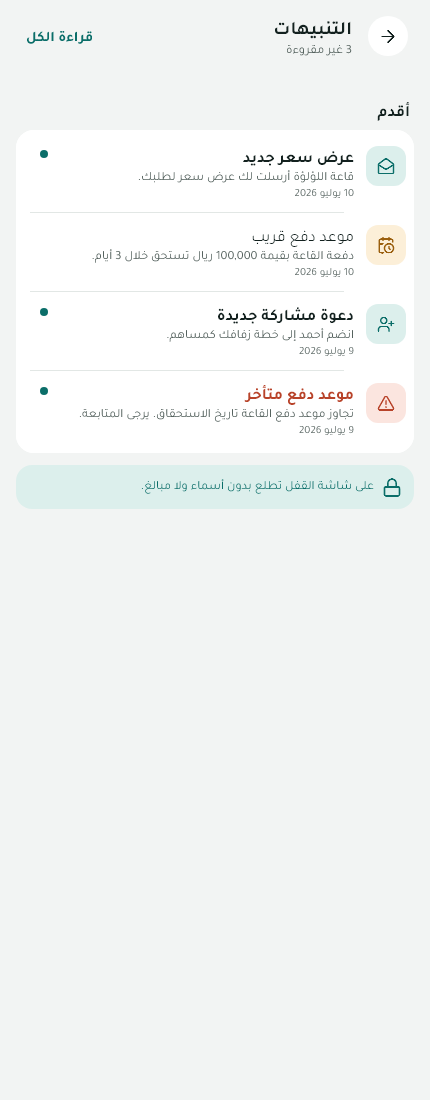 التنبيهات
3 غير مقروءة
قراءة الكل
أقدم
عرض سعر جديد
قاعة اللؤلؤة أرسلت لك عرض سعر لطلبك.
10 يوليو 2026
موعد دفع قريب
دفعة القاعة بقيمة 100,000 ريال تستحق خلال 3 أيام.
10 يوليو 2026
دعوة مشاركة جديدة
انضم أحمد إلى خطة زفافك كمساهم.
9 يوليو 2026
موعد دفع متأخر
تجاوز موعد دفع القاعة تاريخ الاستحقاق. يرجى المتابعة.
9 يوليو 2026
على شاشة القفل تطلع بدون أسماء ولا مبالغ.